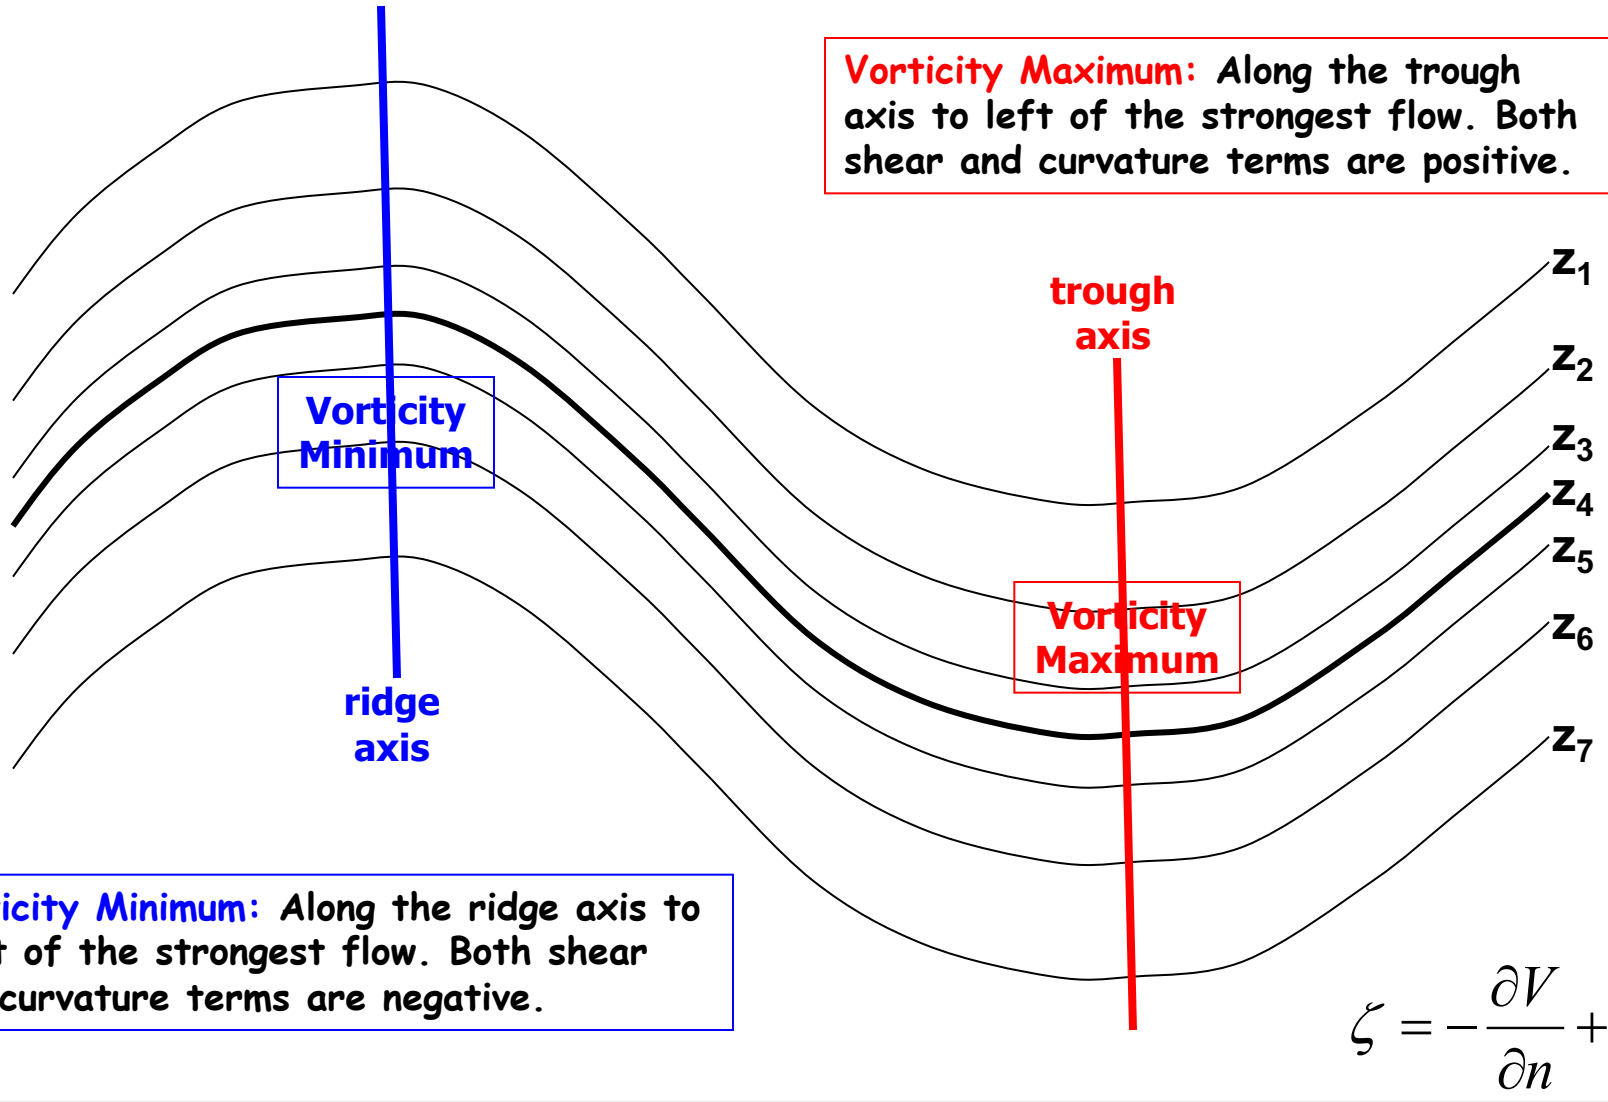 Vorticity Maximum: Along the trough
axis to left of the strongest flow. Both
shear and curvature terms are positive.
z₁
trough
axis
z₂
Vorticity
Minimum
z₃
z₄
z₅
Vorticity
Maximum
z₆
ridge
axis
z₇
icity Minimum: Along the ridge axis to
t of the strongest flow. Both shear
curvature terms are negative.
ζ = −∂V/∂n +